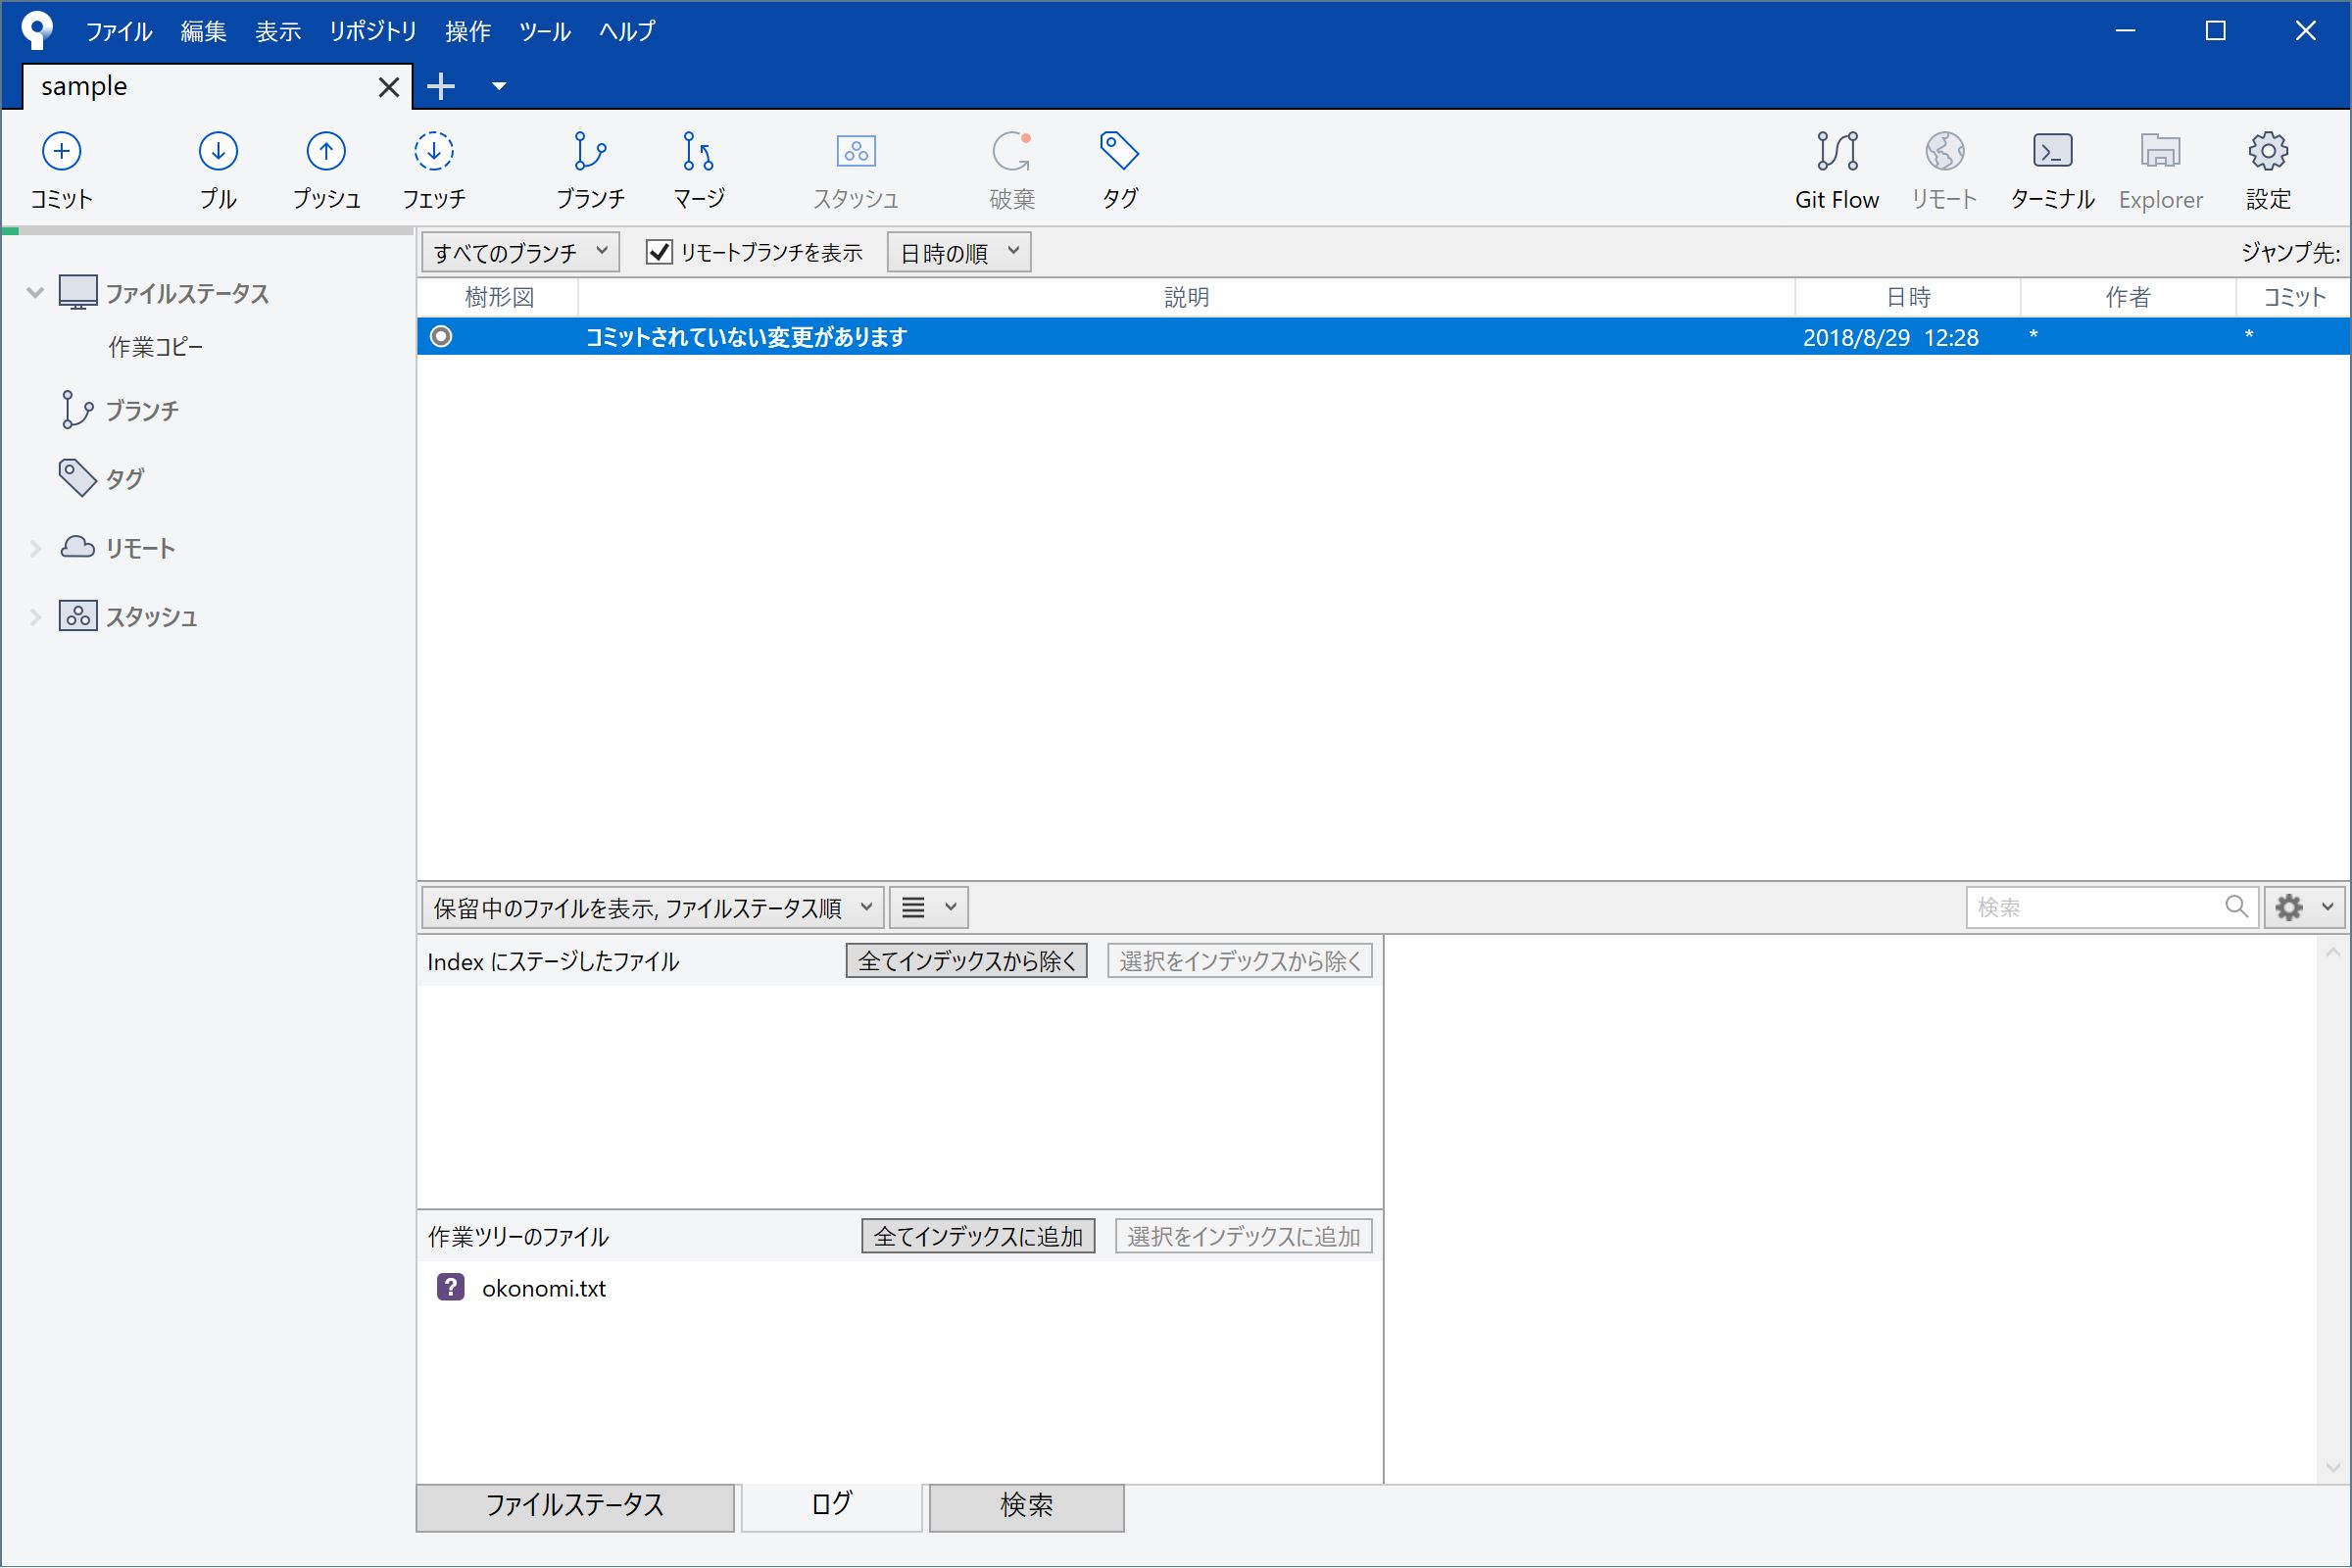 ファイル 編集 表示 リポジトリ 操作 ツール ヘルプ
sample
コミット プル プッシュ フェッチ ブランチ マージ スタッシュ 破棄 タグ Git Flow リモート ターミナル Explorer 設定
すべてのブランチ リモートブランチを表示 日時の順 ジャンプ先:
ファイルステータス
作業コピー
ブランチ
タグ
リモート
スタッシュ
樹形図 説明 日時 作者 コミット
コミットされていない変更があります 2018/8/29 12:28 * *
保留中のファイルを表示, ファイルステータス順 検索
Index にステージしたファイル 全てインデックスから除く 選択をインデックスから除く
作業ツリーのファイル 全てインデックスに追加 選択をインデックスに追加
? okonomi.txt
ファイルステータス ログ 検索